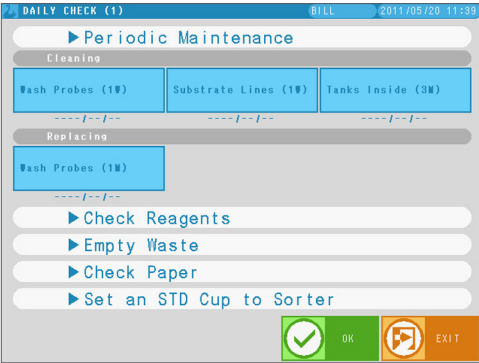 DAILY CHECK (1) BILL 2011/05/20 11:39
▶Periodic Maintenance
Cleaning
Wash Probes (1W) Substrate Lines (1W) Tanks Inside (3M)
----/--/-- ----/--/-- ----/--/--
Replacing
Wash Probes (1M)
----/--/--
▶Check Reagents
▶Empty Waste
▶Check Paper
▶Set an STD Cup to Sorter
OK EXIT